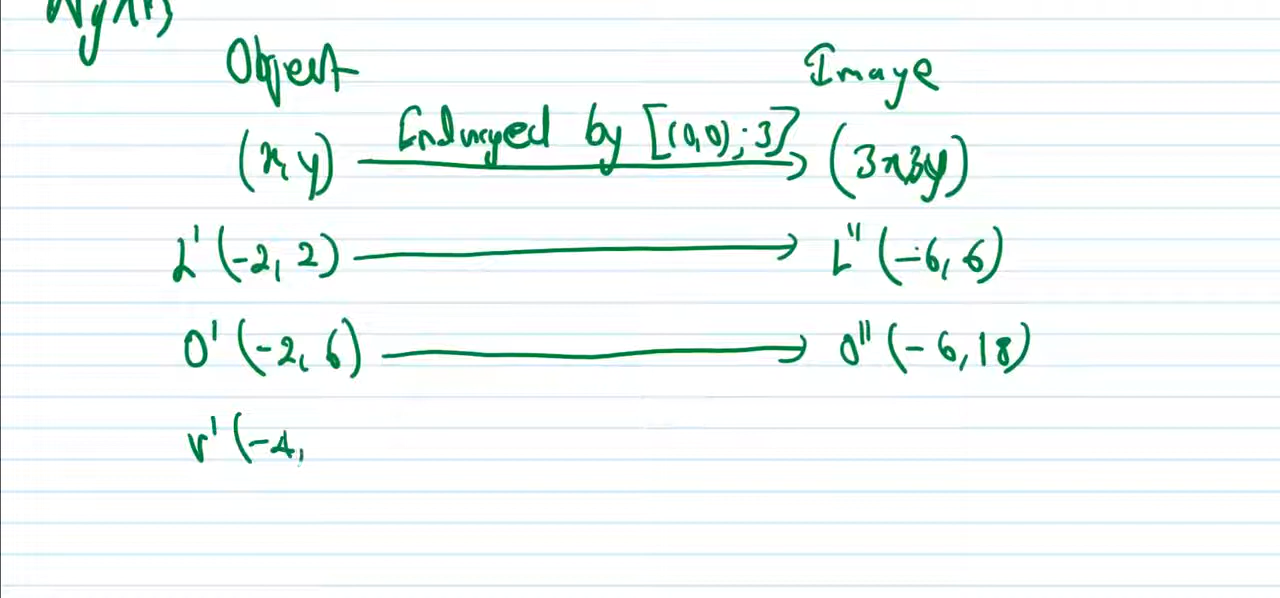 Object Image
(x, y) Enlarged by [(0,0); 3] (3x,3y)
L' (-2, 2) L" (-6, 6)
O' (-2, 6) O" (-6, 18)
V' (-4,